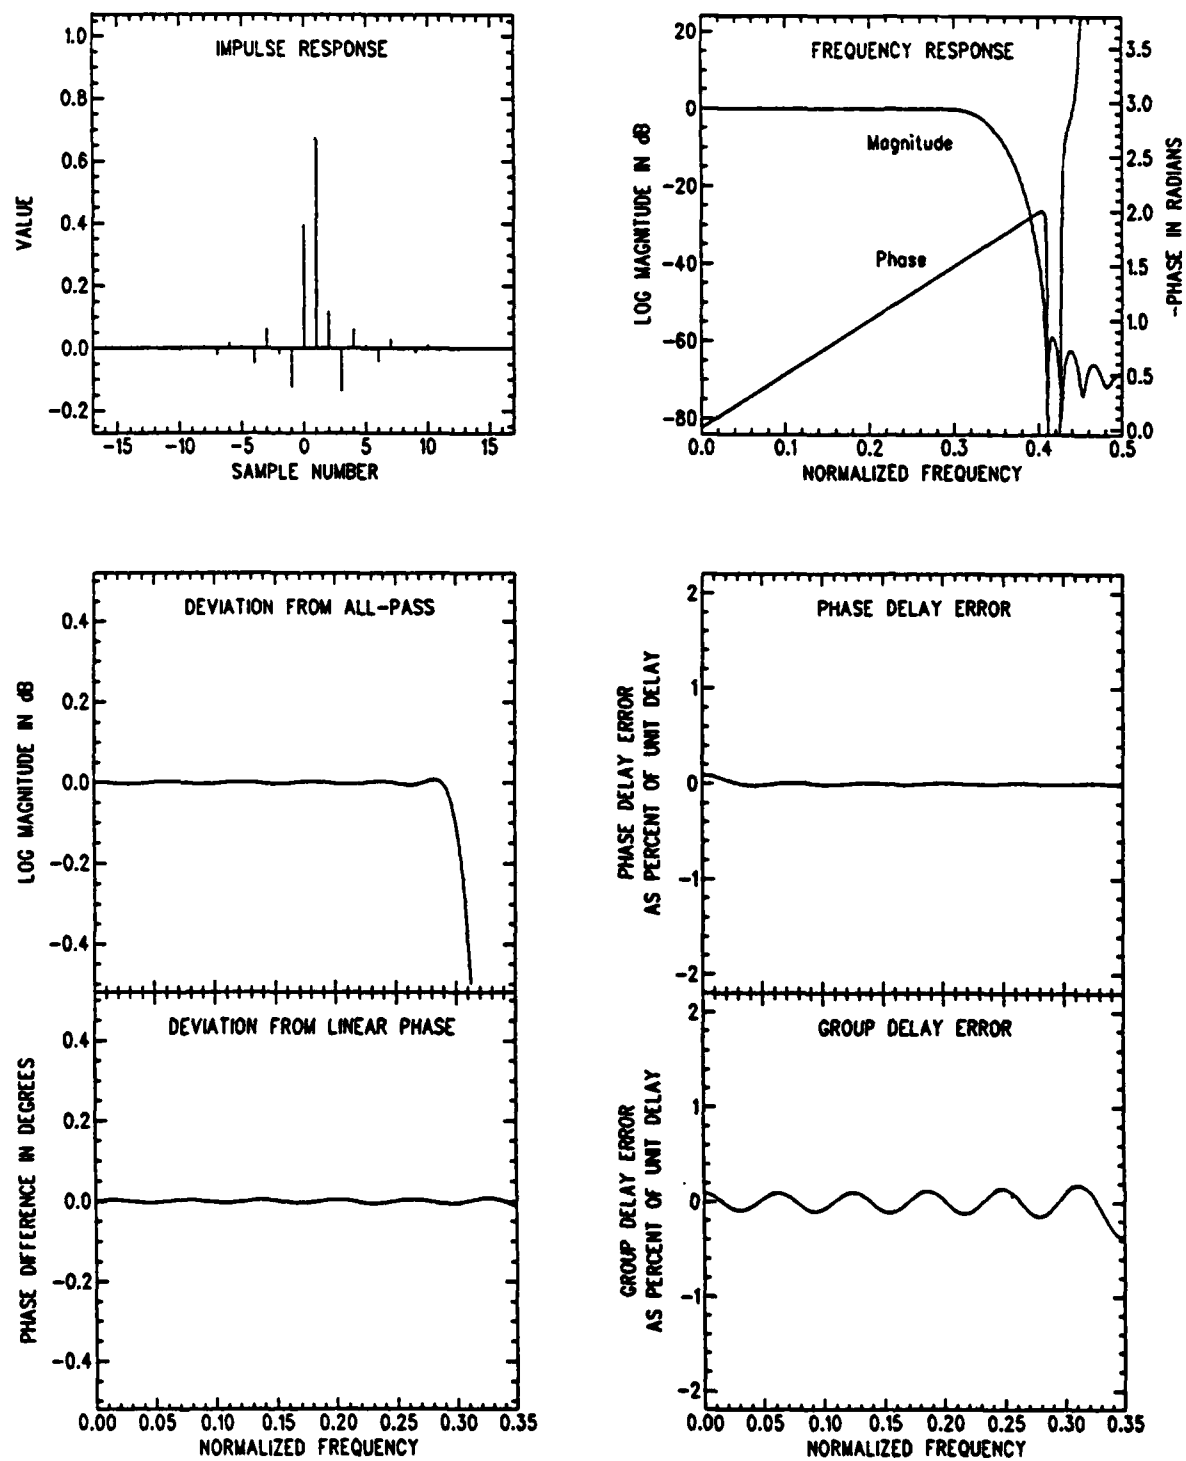 IMPULSE RESPONSE
VALUE
1.0
0.8
0.6
0.4
0.2
0.0
-0.2
-15 -10 -5 0 5 10 15
SAMPLE NUMBER
FREQUENCY RESPONSE
Magnitude
Phase
LOG MAGNITUDE IN dB
20
0
-20
-40
-60
-80
-PHASE IN RADIANS
3.5
3.0
2.5
2.0
1.5
1.0
0.5
0.0
0.0 0.1 0.2 0.3 0.4 0.5
NORMALIZED FREQUENCY
DEVIATION FROM ALL-PASS
LOG MAGNITUDE IN dB
0.4
0.2
0.0
-0.2
-0.4
PHASE DELAY ERROR
PHASE DELAY ERROR
AS PERCENT OF UNIT DELAY
2
1
0
-1
-2
DEVIATION FROM LINEAR PHASE
PHASE DIFFERENCE IN DEGREES
0.4
0.2
0.0
-0.2
-0.4
0.00 0.05 0.10 0.15 0.20 0.25 0.30 0.35
NORMALIZED FREQUENCY
GROUP DELAY ERROR
GROUP DELAY ERROR
AS PERCENT OF UNIT DELAY
2
1
0
-1
-2
0.00 0.05 0.10 0.15 0.20 0.25 0.30 0.35
NORMALIZED FREQUENCY